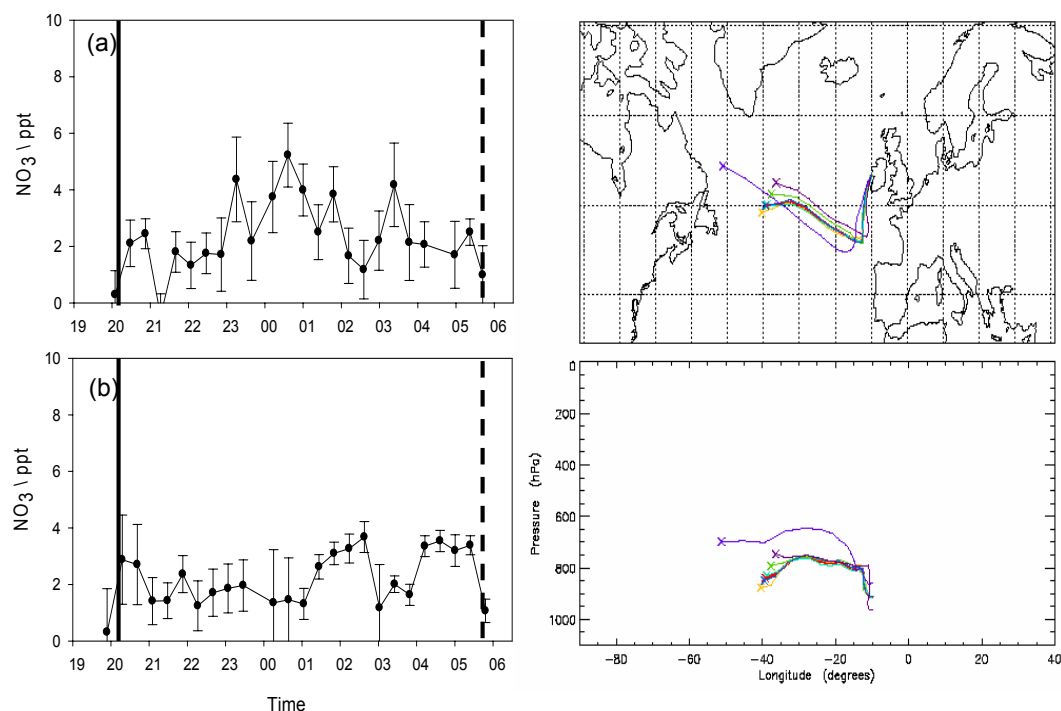 (a)
10
8
6
4
2
0
NO3 \ ppt
19 20 21 22 23 00 01 02 03 04 05 06
(b)
10
8
6
4
2
0
NO3 \ ppt
19 20 21 22 23 00 01 02 03 04 05 06
Time
0
200
400
600
800
1000
Pressure (hPa)
-80 -60 -40 -20 0 20 40
Longitude (degrees)